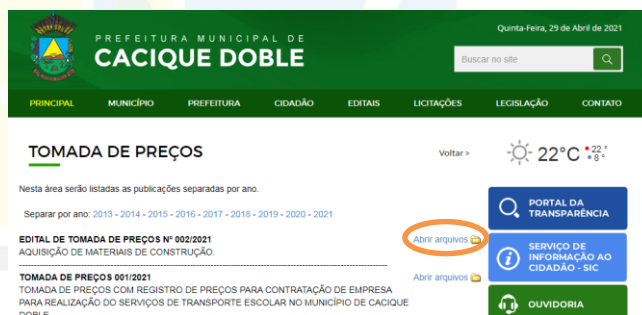 Quinta-Feira, 29 de Abril de 2021
PREFEITURA MUNICIPAL DE
CACIQUE DOBLE
Buscar no site
PRINCIPAL MUNICÍPIO PREFEITURA CIDADÃO EDITAIS LICITAÇÕES LEGISLAÇÃO CONTATO
TOMADA DE PREÇOS
Voltar »
22°C 22° 8°
Nesta área serão listadas as publicações separadas por ano.
Separar por ano: 2013 - 2014 - 2015 - 2016 - 2017 - 2018 - 2019 - 2020 - 2021
EDITAL DE TOMADA DE PREÇOS Nº 002/2021
Abrir arquivos
AQUISIÇÃO DE MATERIAIS DE CONSTRUÇÃO.
TOMADA DE PREÇOS 001/2021
Abrir arquivos
TOMADA DE PREÇOS COM REGISTRO DE PREÇOS PARA CONTRATAÇÃO DE EMPRESA
PARA REALIZAÇÃO DO SERVIÇOS DE TRANSPORTE ESCOLAR NO MUNICÍPIO DE CACIQUE
DOBLE
PORTAL DA
TRANSPARÊNCIA
SERVIÇO DE
INFORMAÇÃO AO
CIDADÃO - SIC
OUVIDORIA